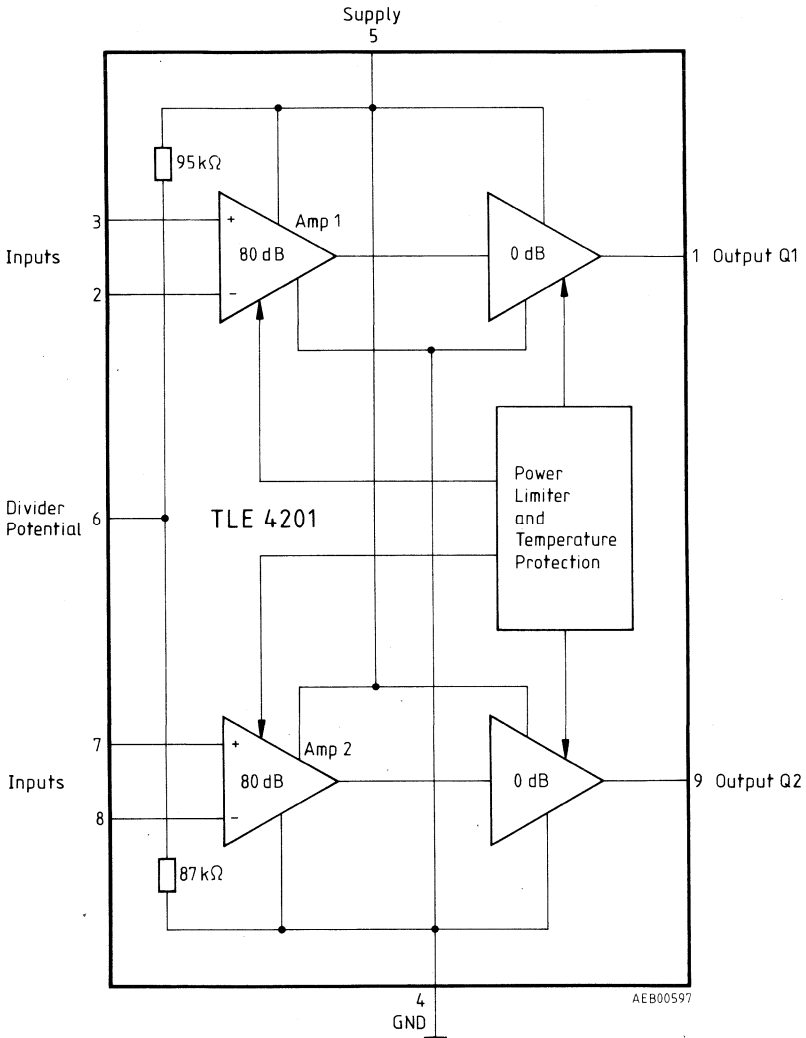 Supply
5
95kΩ
3
+
Amp 1
Inputs
80 dB
0 dB
1 Output Q1
2
−
Power
Limiter
and
Temperature
Protection
Divider
Potential
6
TLE 4201
7
+
Amp 2
Inputs
80 dB
0 dB
9 Output Q2
8
−
87kΩ
4
GND
AEB00597